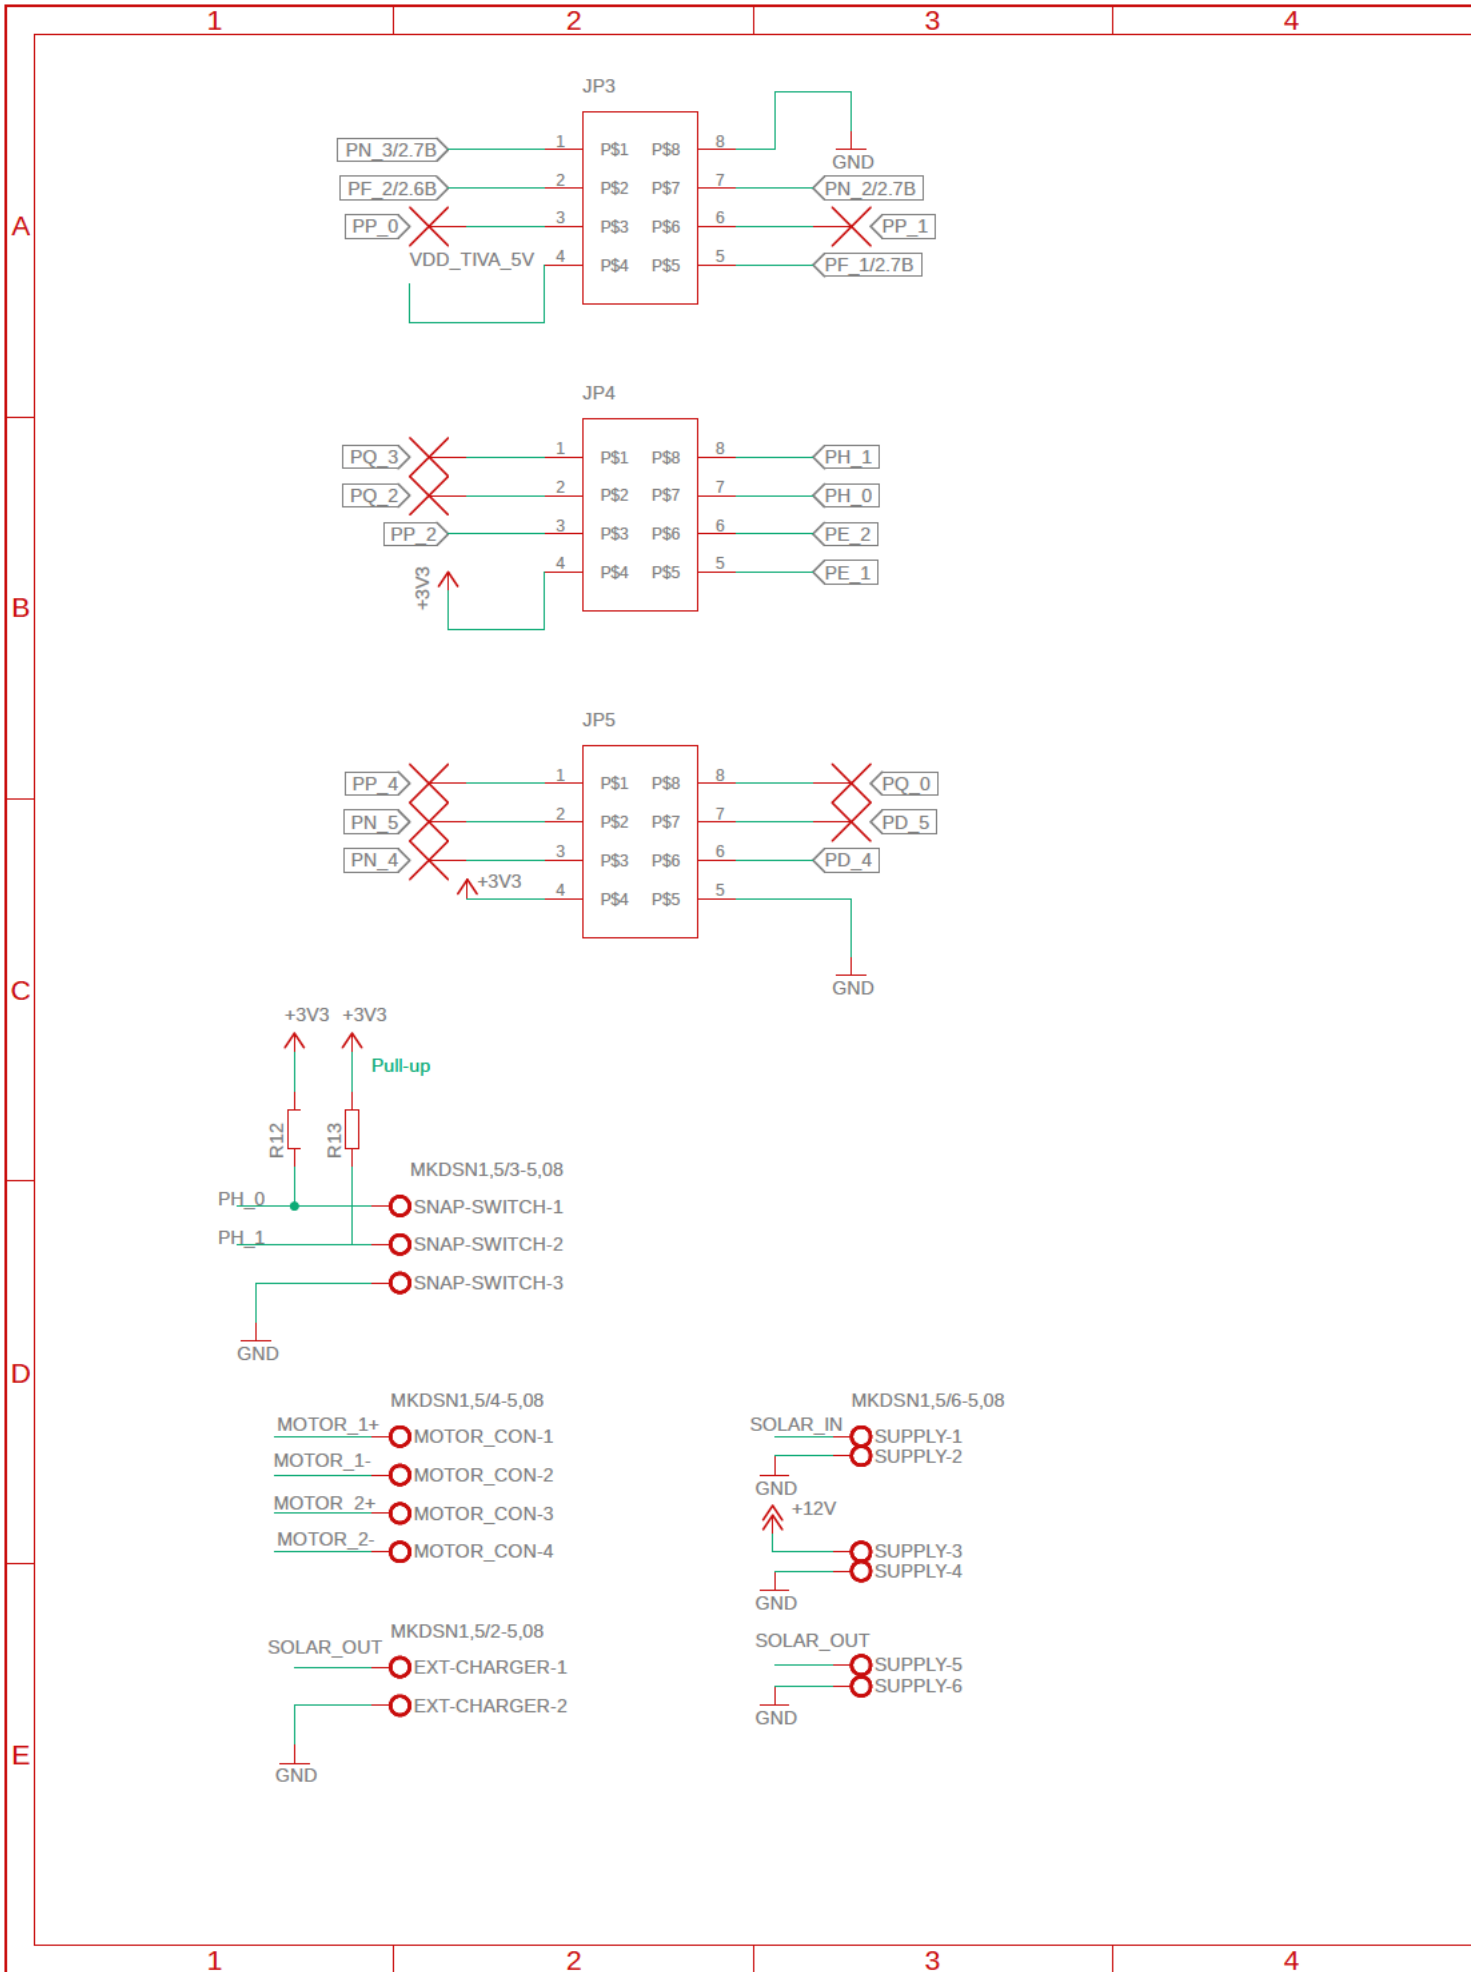 1 2 3 4
A
JP3
PN_3/2.7B 1 P$1 P$8 8 GND
PF_2/2.6B 2 P$2 P$7 7 PN_2/2.7B
PP_0 3 P$3 P$6 6 PP_1
VDD_TIVA_5V 4 P$4 P$5 5 PF_1/2.7B
B
JP4
PQ_3 1 P$1 P$8 8 PH_1
PQ_2 2 P$2 P$7 7 PH_0
PP_2 3 P$3 P$6 6 PE_2
+3V3 4 P$4 P$5 5 PE_1
JP5
PP_4 1 P$1 P$8 8 PQ_0
PN_5 2 P$2 P$7 7 PD_5
PN_4 3 P$3 P$6 6 PD_4
+3V3 4 P$4 P$5 5
GND
C
+3V3 +3V3
Pull-up
R12 R13
MKDSN1,5/3-5,08
PH_0 SNAP-SWITCH-1
PH_1 SNAP-SWITCH-2
SNAP-SWITCH-3
GND
D
MKDSN1,5/4-5,08
MOTOR_1+ MOTOR_CON-1
MOTOR_1- MOTOR_CON-2
MOTOR_2+ MOTOR_CON-3
MOTOR_2- MOTOR_CON-4
MKDSN1,5/6-5,08
SOLAR_IN SUPPLY-1
SUPPLY-2
GND
+12V
SUPPLY-3
SUPPLY-4
GND
SOLAR_OUT
SUPPLY-5
SUPPLY-6
GND
MKDSN1,5/2-5,08
SOLAR_OUT EXT-CHARGER-1
EXT-CHARGER-2
GND
E
1 2 3 4